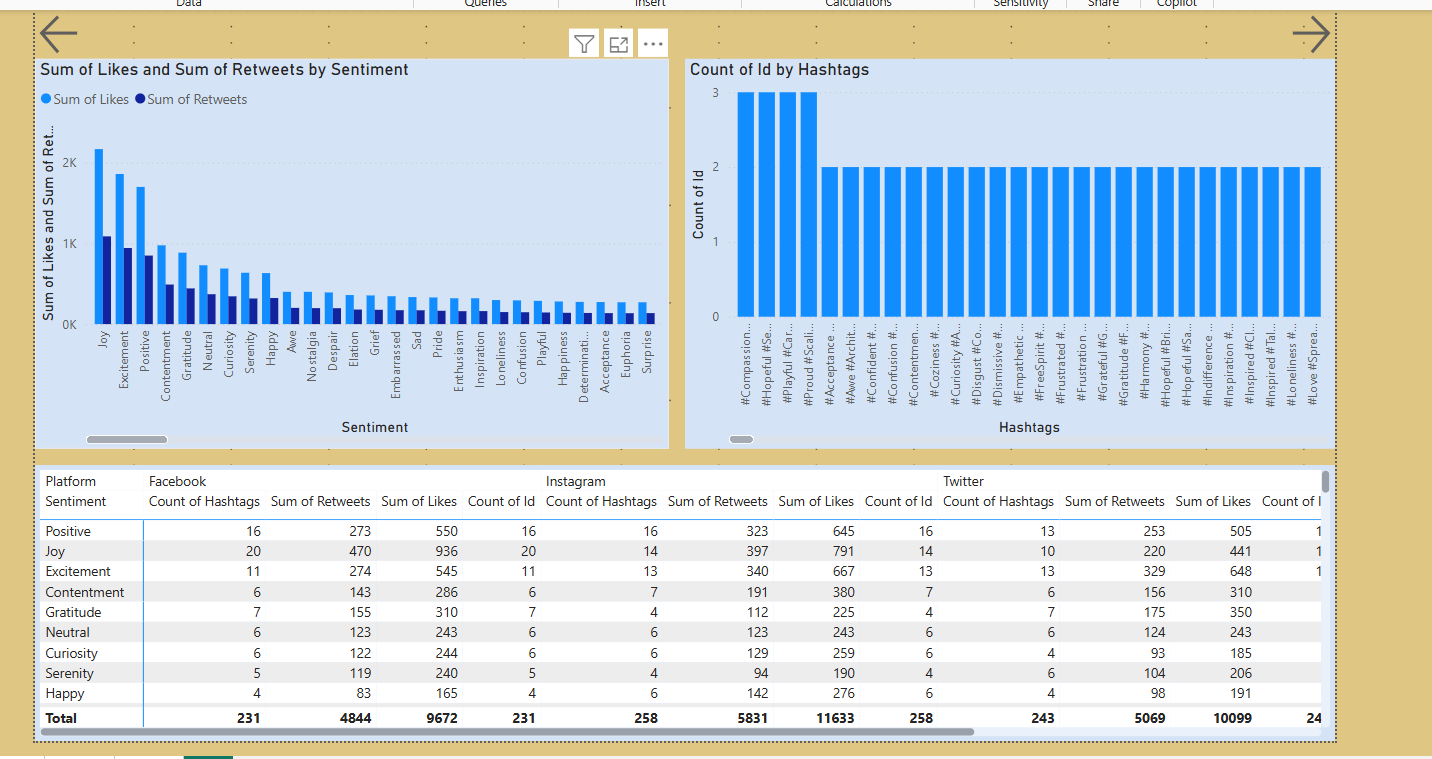 Data Queries Insert Calculations Sensitivity Share Copilot
Sum of Likes and Sum of Retweets by Sentiment
Sum of Likes Sum of Retweets
Sum of Likes and Sum of Ret...
2K
1K
0K
Joy
Excitement
Positive
Contentment
Gratitude
Neutral
Curiosity
Serenity
Happy
Awe
Nostalgia
Despair
Elation
Grief
Embarrassed
Sad
Pride
Enthusiasm
Inspiration
Loneliness
Confusion
Playful
Happiness
Determinati...
Acceptance
Euphoria
Surprise
Sentiment
Count of Id by Hashtags
Count of Id
3
2
1
0
#Compassion...
#Hopeful #Se...
#Playful #Car...
#Proud #Scali...
#Acceptance ...
#Awe #Archit...
#Confident #...
#Confusion #...
#Contentmen...
#Coziness #...
#Curiosity #A...
#Disgust #Co...
#Dismissive #...
#Empathetic ...
#FreeSpirit #...
#Frustrated #...
#Frustration ...
#Grateful #G...
#Gratitude #F...
#Harmony #...
#Hopeful #Bri...
#Hopeful #Sa...
#Indifference ...
#Inspiration #...
#Inspired #Cl...
#Inspired #Tal...
#Loneliness #...
#Love #Sprea...
Hashtags
Platform Facebook Instagram Twitter
Sentiment Count of Hashtags Sum of Retweets Sum of Likes Count of Id Count of Hashtags Sum of Retweets Sum of Likes Count of Id Count of Hashtags Sum of Retweets Sum of Likes Count of I
Positive 16 273 550 16 16 323 645 16 13 253 505 1
Joy 20 470 936 20 14 397 791 14 10 220 441 1
Excitement 11 274 545 11 13 340 667 13 13 329 648 1
Contentment 6 143 286 6 7 191 380 7 6 156 310
Gratitude 7 155 310 7 4 112 225 4 7 175 350
Neutral 6 123 243 6 6 123 243 6 6 124 243
Curiosity 6 122 244 6 6 129 259 6 4 93 185
Serenity 5 119 240 5 4 94 190 4 6 104 206
Happy 4 83 165 4 6 142 276 6 4 98 191
Total 231 4844 9672 231 258 5831 11633 258 243 5069 10099 24